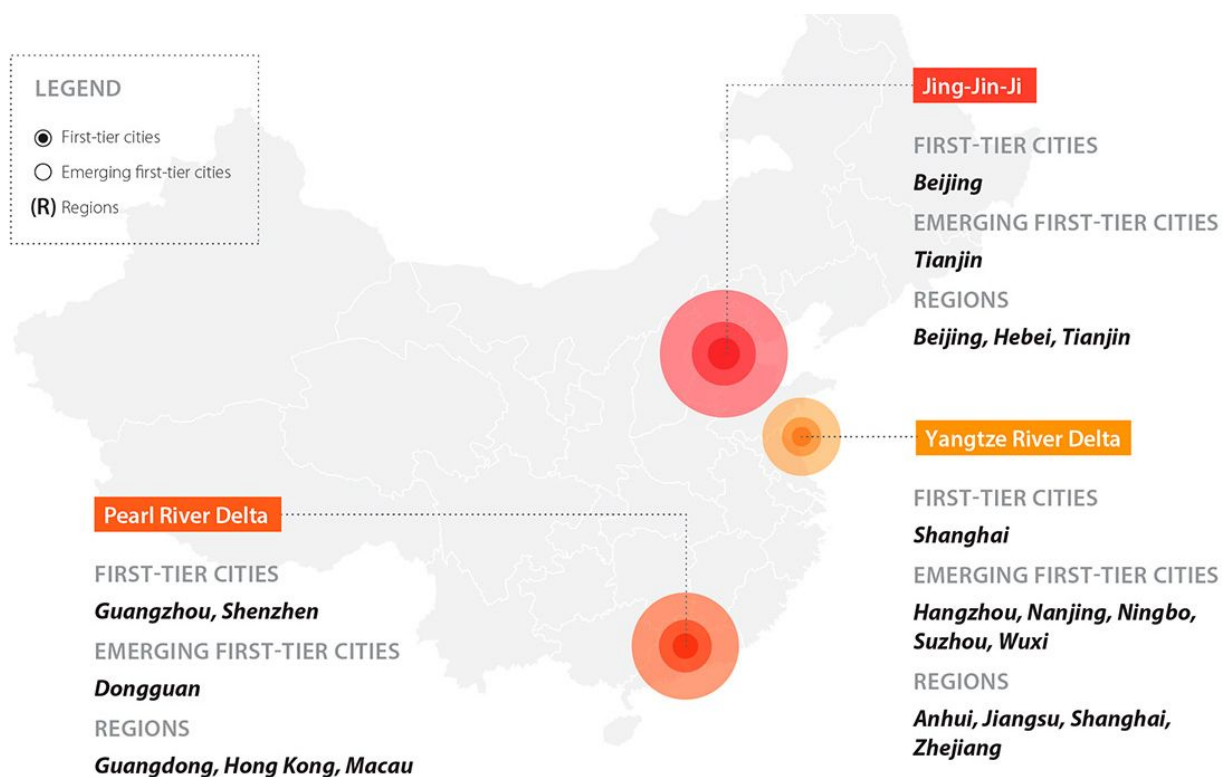 LEGEND
First-tier cities
Emerging first-tier cities
(R) Regions
Jing-Jin-Ji
FIRST-TIER CITIES
Beijing
EMERGING FIRST-TIER CITIES
Tianjin
REGIONS
Beijing, Hebei, Tianjin
Yangtze River Delta
FIRST-TIER CITIES
Shanghai
EMERGING FIRST-TIER CITIES
Hangzhou, Nanjing, Ningbo,
Suzhou, Wuxi
REGIONS
Anhui, Jiangsu, Shanghai,
Zhejiang
Pearl River Delta
FIRST-TIER CITIES
Guangzhou, Shenzhen
EMERGING FIRST-TIER CITIES
Dongguan
REGIONS
Guangdong, Hong Kong, Macau